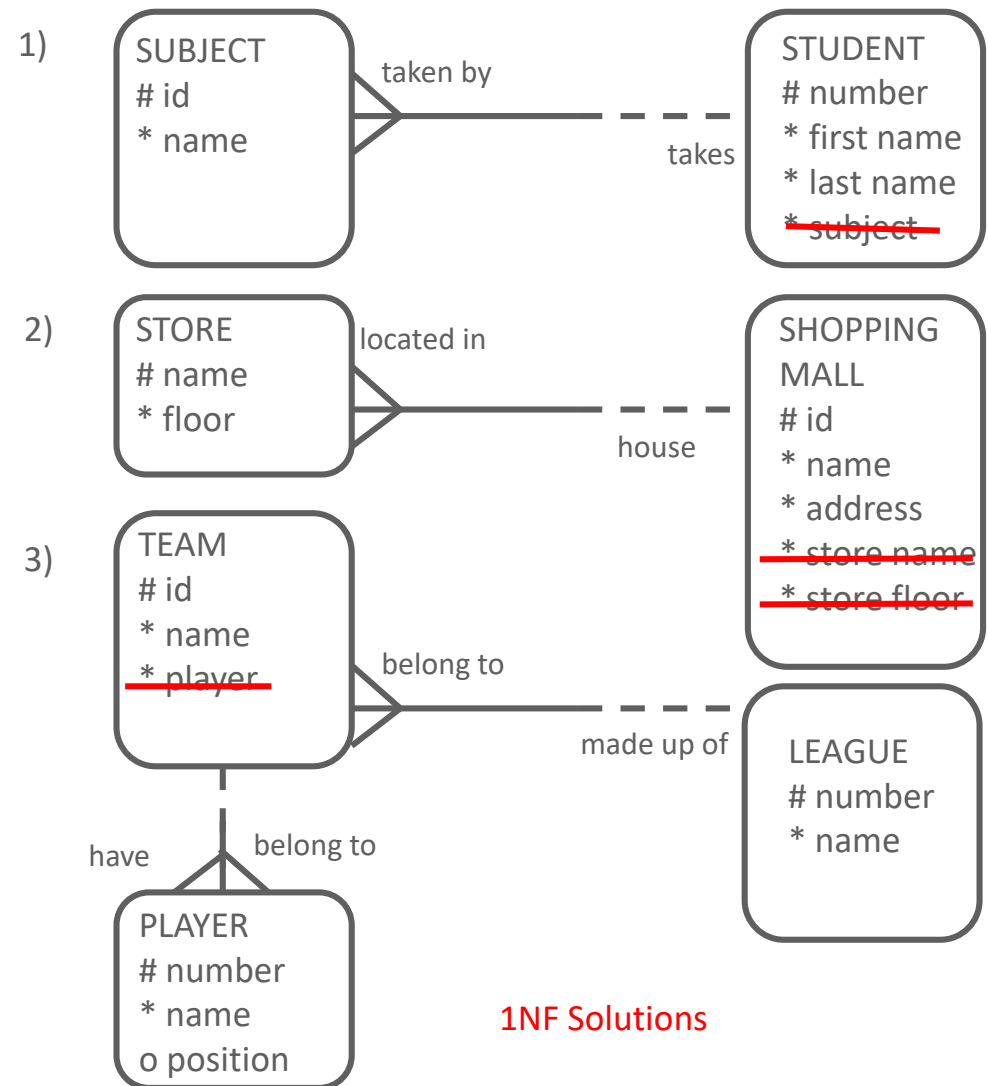 1)
SUBJECT
# id
* name
taken by
takes
STUDENT
# number
* first name
* last name
* subject
2)
STORE
# name
* floor
located in
house
SHOPPING
MALL
# id
* name
* address
* store name
* store floor
3)
TEAM
# id
* name
* player
belong to
made up of
LEAGUE
# number
* name
have
belong to
PLAYER
# number
* name
o position
1NF Solutions